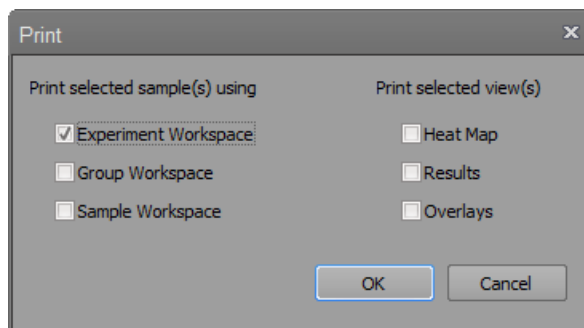 Print
Print selected sample(s) using
Experiment Workspace
Group Workspace
Sample Workspace
Print selected view(s)
Heat Map
Results
Overlays
OK
Cancel